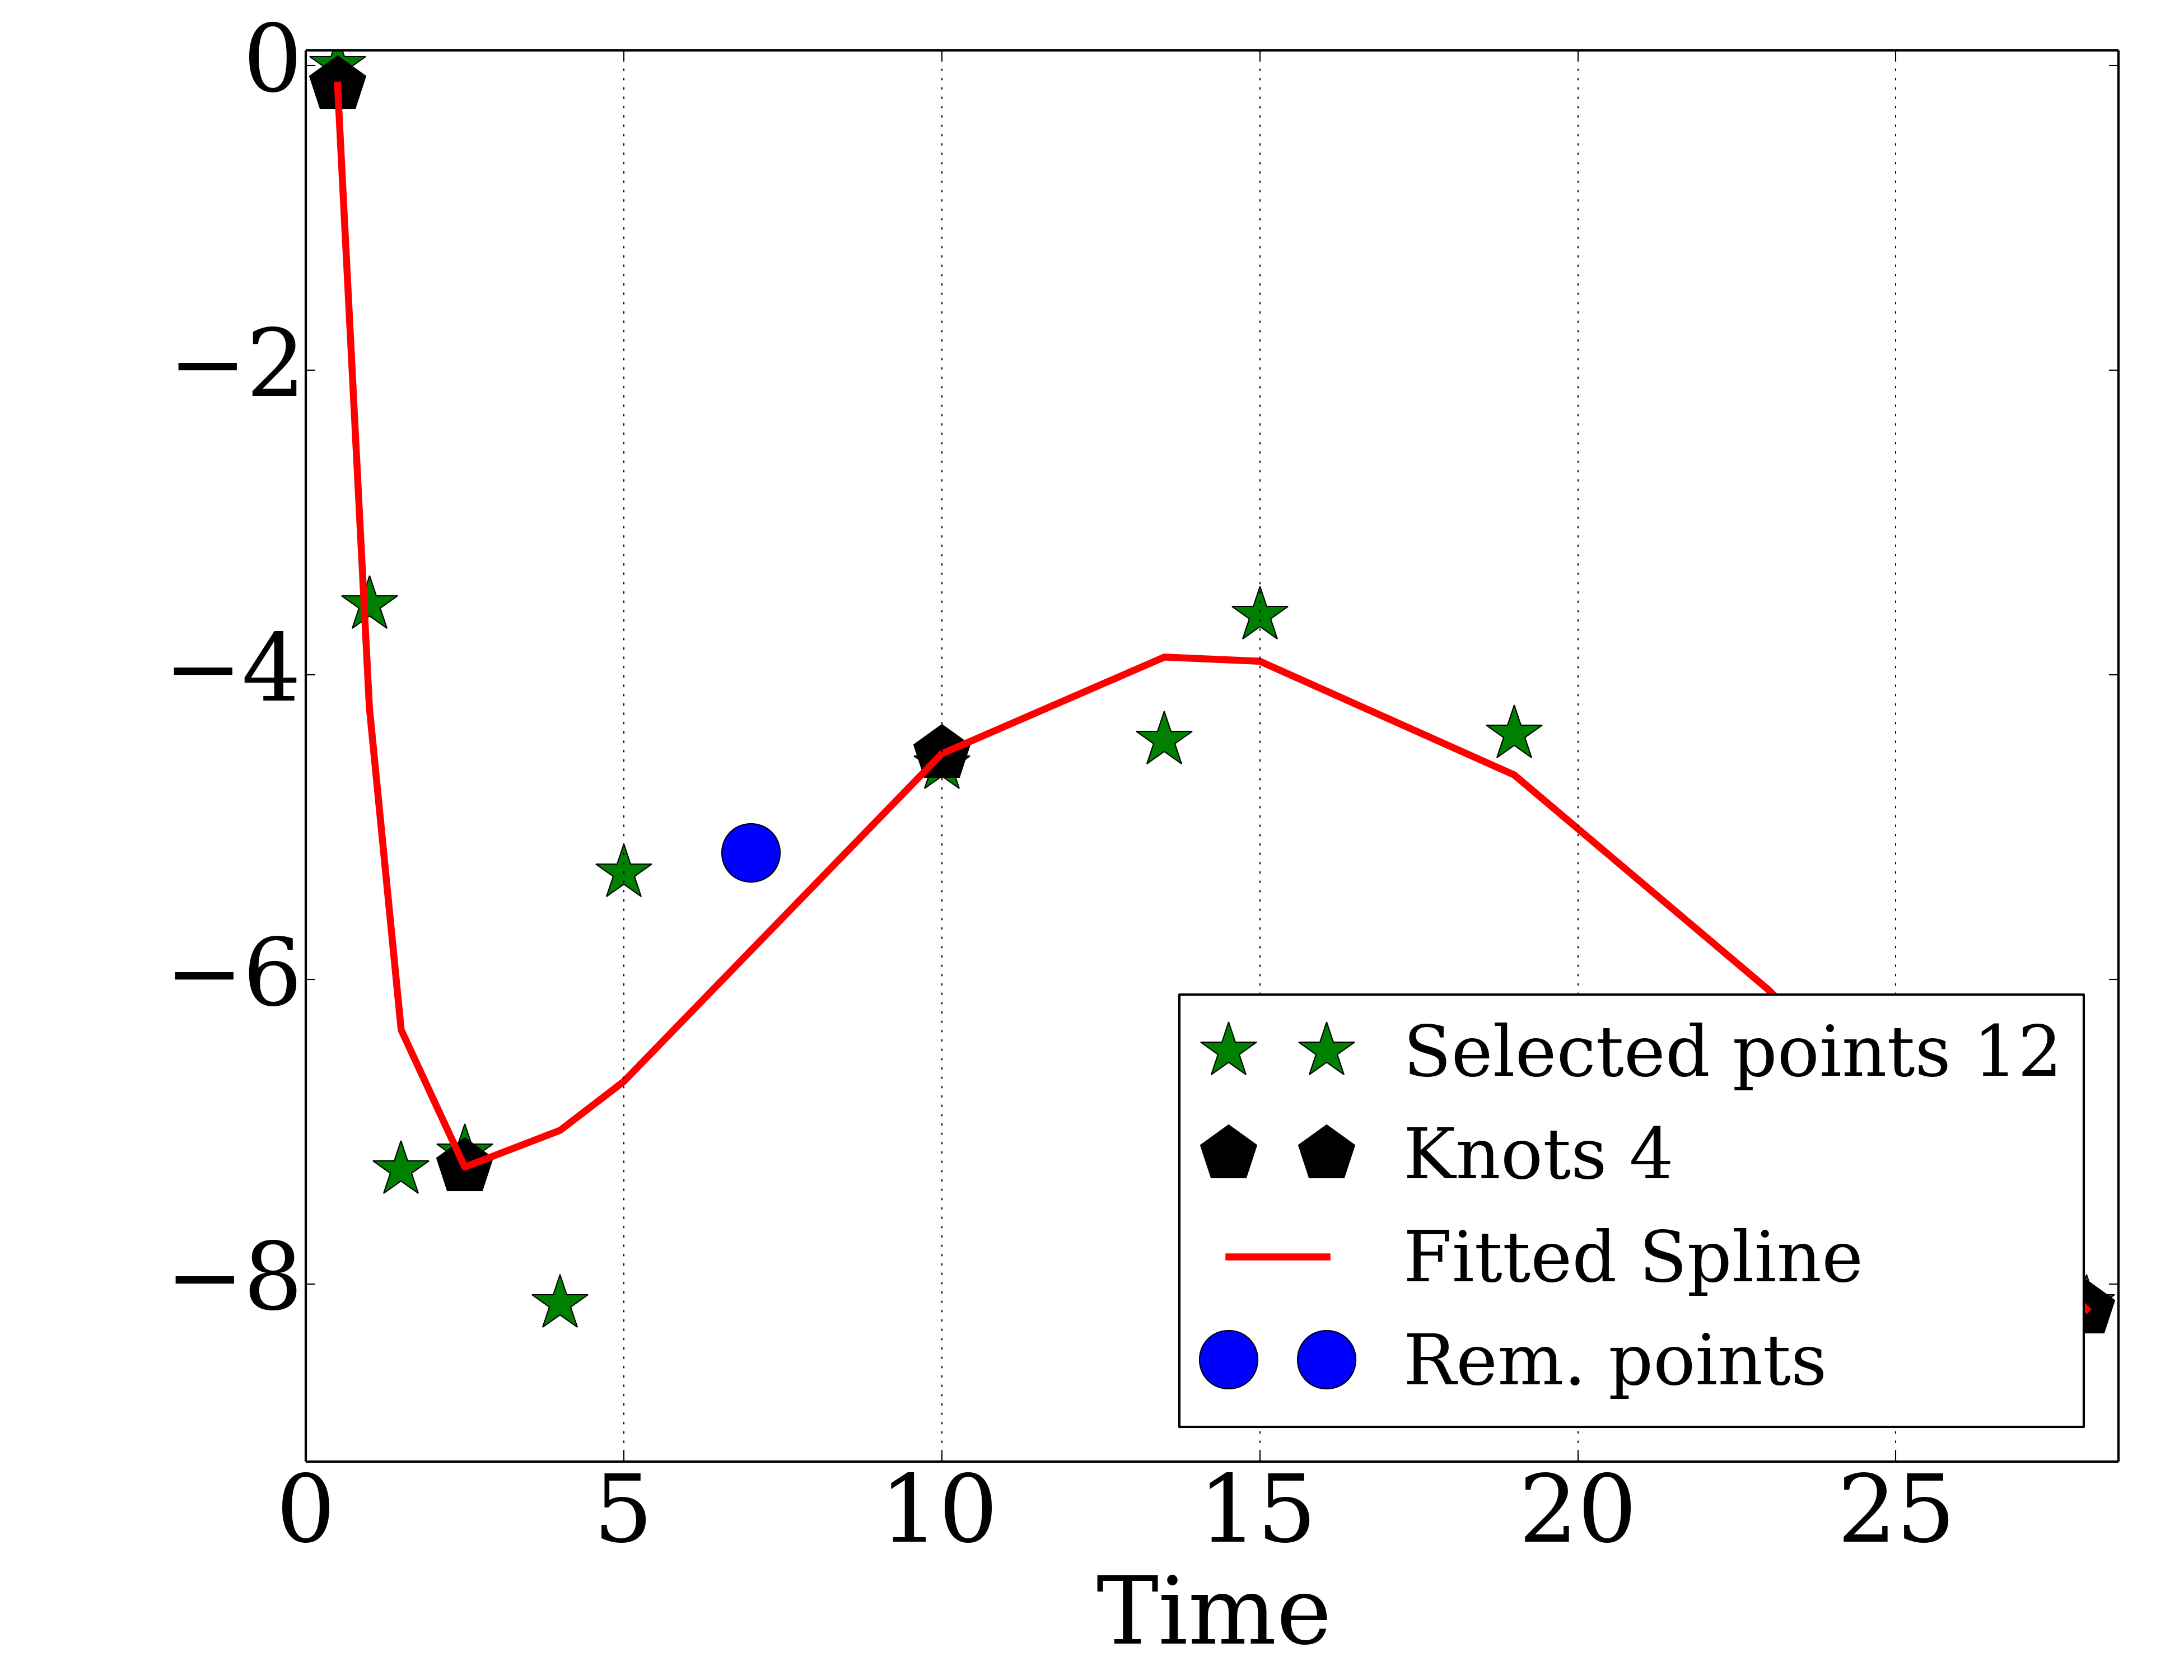 0
−2
−4
−6
−8
0 5 10 15 20 25
Time
Selected points 12
Knots 4
Fitted Spline
Rem. points